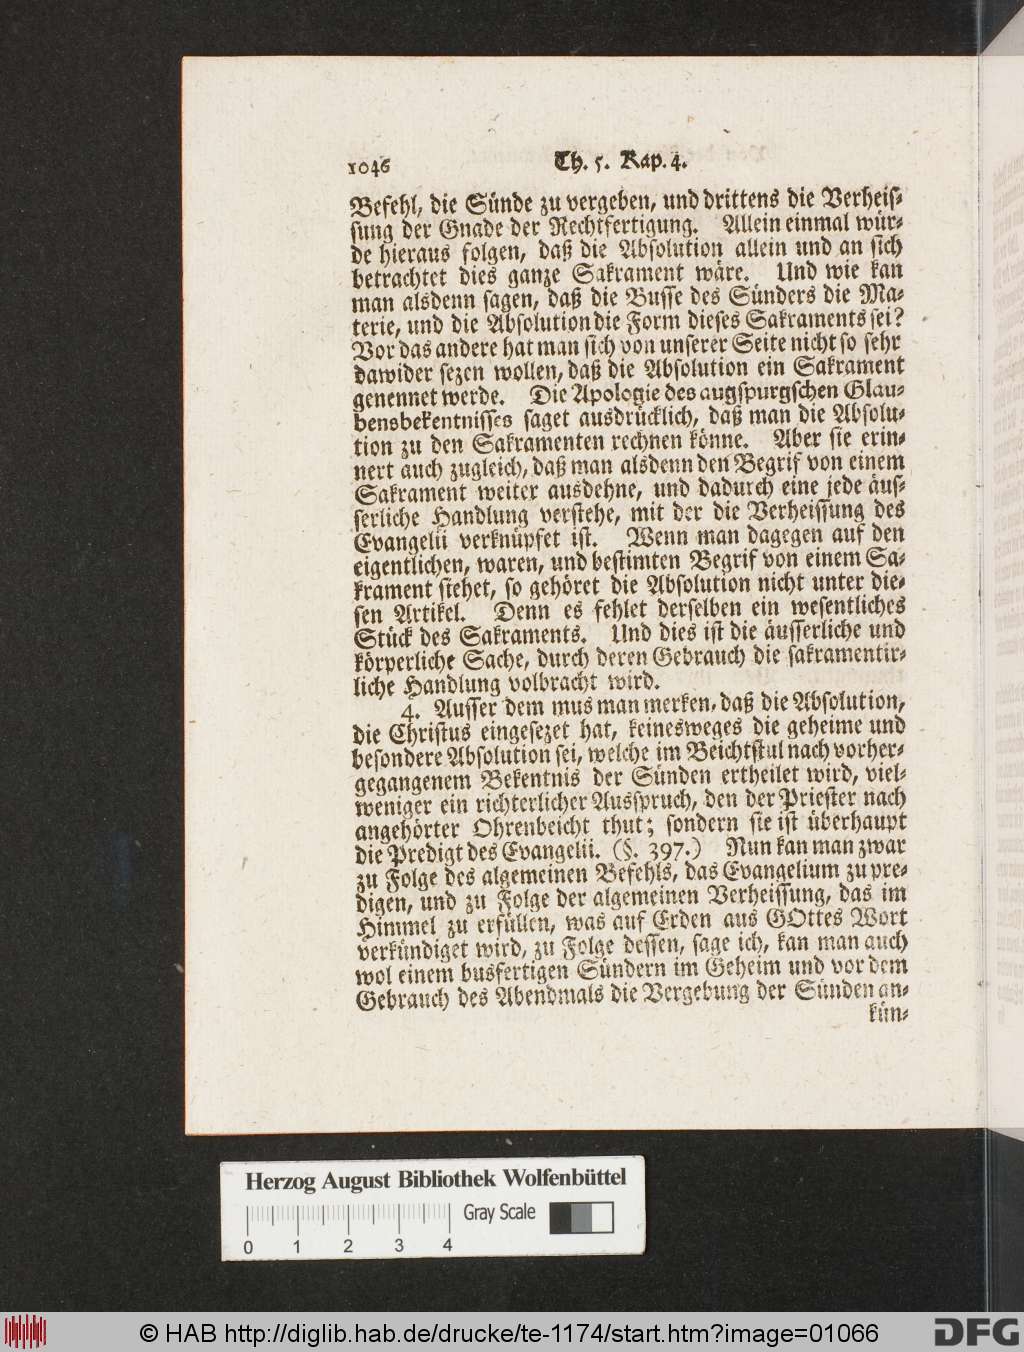 1046 Th. 5. Kap. 4.
Befehl, die Sünde zu vergeben, und drittens die Verheis-
sung der Gnade der Rechtfertigung. Allein einmal wür-
de hieraus folgen, daß die Absolution allein und an sich
betrachtet dies ganze Sakrament wäre. Und wie kan
man alsdenn sagen, daß die Busse des Sünders die Ma-
terie, und die Absolution die Form dieses Sakraments sei?
Vor das andere hat man sich von unserer Seite nicht so sehr
dawider sezen wollen, daß die Absolution ein Sakrament
genennet werde. Die Apologie des augspurgschen Glau-
bensbekentnisses saget ausdrücklich, daß man die Absolu-
tion zu den Sakramenten rechnen könne. Aber sie erin-
nert auch zugleich, daß man alsdenn den Begrif von einem
Sakrament weiter ausdehne, und dadurch eine jede äus-
serliche Handlung verstehe, mit der die Verheissung des
Evangelii verknüpfet ist. Wenn man dagegen auf den
eigentlichen, waren, und bestimten Begrif von einem Sa-
krament stehet, so gehöret die Absolution nicht unter die-
sen Artikel. Denn es fehlet derselben ein wesentliches
Stück des Sakraments. Und dies ist die äusserliche und
körperliche Sache, durch deren Gebrauch die sakramentir-
liche Handlung volbracht wird.
4. Ausser dem mus man merken, daß die Absolution,
die Christus eingesezet hat, keinesweges die geheime und
besondere Absolution sei, welche im Beichtstul nach vorher-
gegangenem Bekentnis der Sünden ertheilet wird, viel-
weniger ein richterlicher Ausspruch, den der Priester nach
angehörter Ohrenbeicht thut; sondern sie ist überhaupt
die Predigt des Evangelii. (§. 397.) Nun kan man zwar
zu Folge des algemeinen Befehls, das Evangelium zu pre-
digen, und zu Folge der algemeinen Verheissung, das im
Himmel zu erfüllen, was auf Erden aus GOttes Wort
verkündiget wird, zu Folge dessen, sage ich, kan man auch
wol einem busfertigen Sündern im Geheim und vor dem
Gebrauch des Abendmals die Vergebung der Sünden an-
kün-
Herzog August Bibliothek Wolfenbüttel
Gray Scale
0 1 2 3 4
© HAB http://diglib.hab.de/drucke/te-1174/start.htm?image=01066
DFG